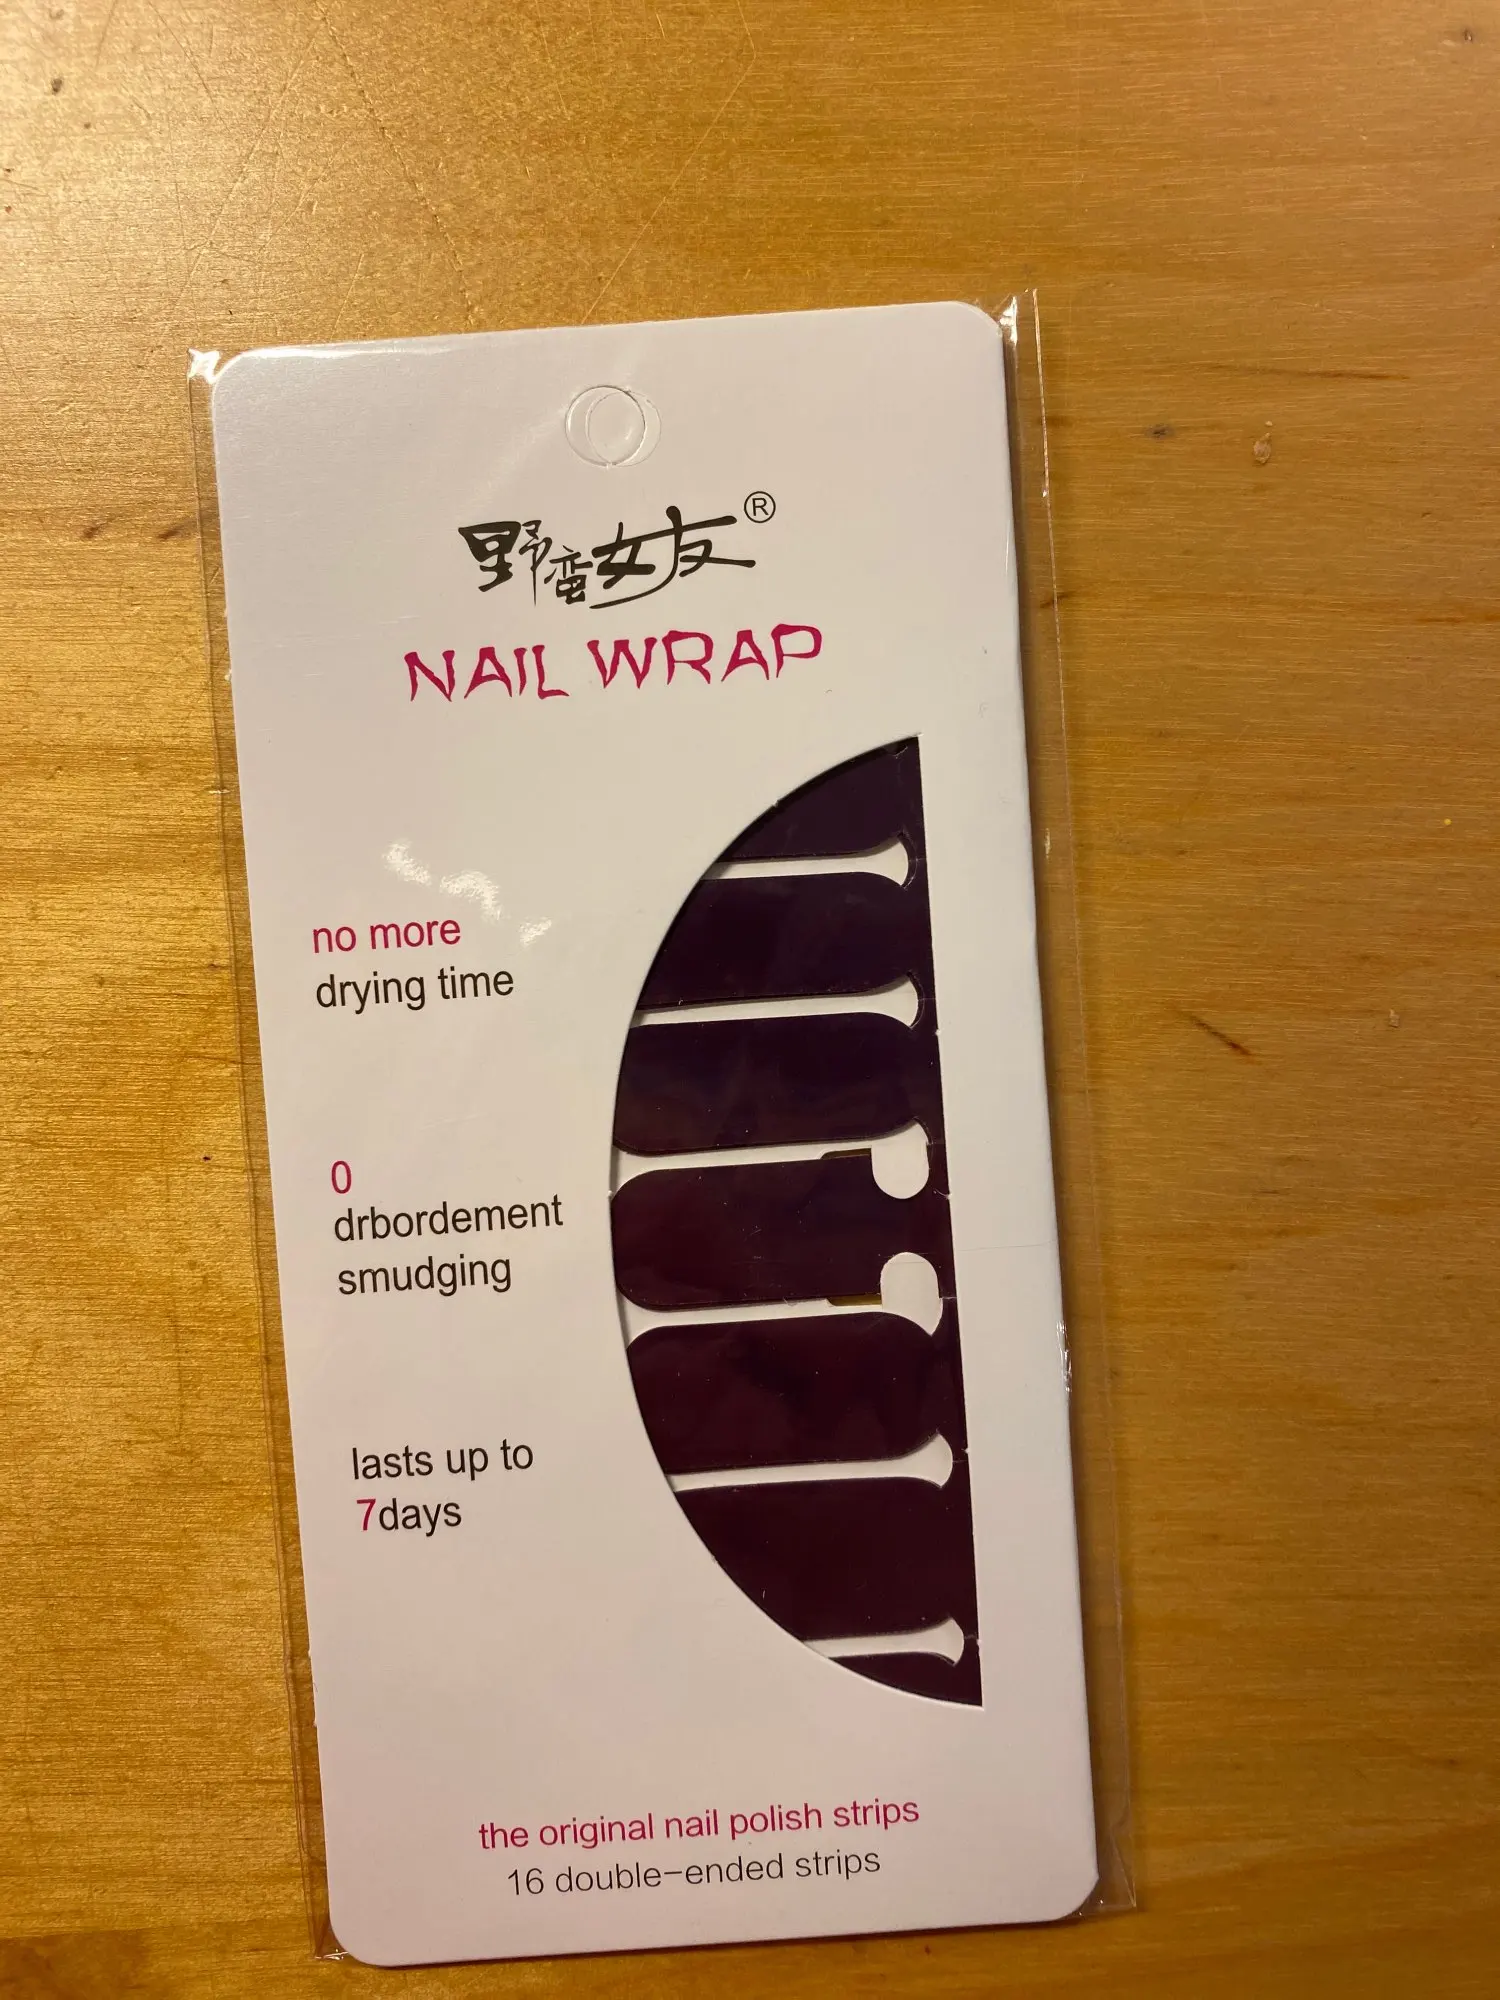 野蛮女友®
NAIL WRAP
no more
drying time
0
drbordement
smudging
lasts up to
7days
the original nail polish strips
16 double-ended strips